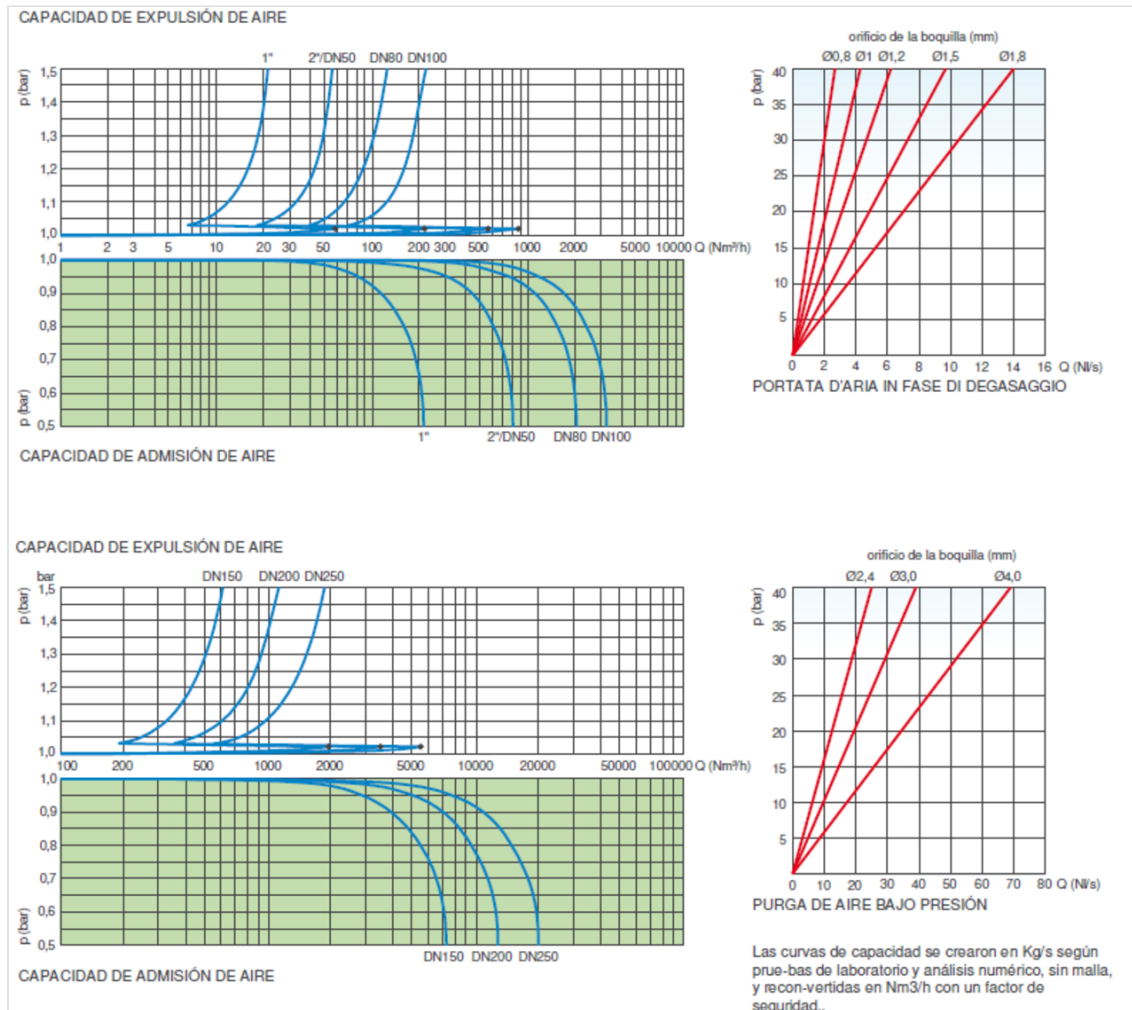 CAPACIDAD DE EXPULSIÓN DE AIRE
1" 2"/DN50 DN80 DN100
p (bar)
1,5
1,4
1,3
1,2
1,1
1,0
1 2 3 5 10 20 30 50 100 200 300 500 1000 2000 5000 10000 Q (Nm³/h)
1,0
0,9
0,8
0,7
0,6
0,5
p (bar)
1" 2"/DN50 DN80 DN100
CAPACIDAD DE ADMISIÓN DE AIRE
orificio de la boquilla (mm)
Ø0,8 Ø1 Ø1,2 Ø1,5 Ø1,8
p (bar)
40
35
30
25
20
15
10
5
0 2 4 6 8 10 12 14 16 Q (Nl/s)
PORTATA D'ARIA IN FASE DI DEGASAGGIO
CAPACIDAD DE EXPULSIÓN DE AIRE
bar
DN150 DN200 DN250
p (bar)
1,5
1,4
1,3
1,2
1,1
1,0
100 200 500 1000 2000 5000 10000 20000 50000 100000 Q (Nm³/h)
1,0
0,9
0,8
0,7
0,6
0,5
p (bar)
DN150 DN200 DN250
CAPACIDAD DE ADMISIÓN DE AIRE
orificio de la boquilla (mm)
Ø2,4 Ø3,0 Ø4,0
p (bar)
40
35
30
25
20
15
10
5
0 10 20 30 40 50 60 70 80 Q (Nl/s)
PURGA DE AIRE BAJO PRESIÓN
Las curvas de capacidad se crearon en Kg/s según
prue-bas de laboratorio y análisis numérico, sin malla,
y recon-vertidas en Nm3/h con un factor de
seguridad..